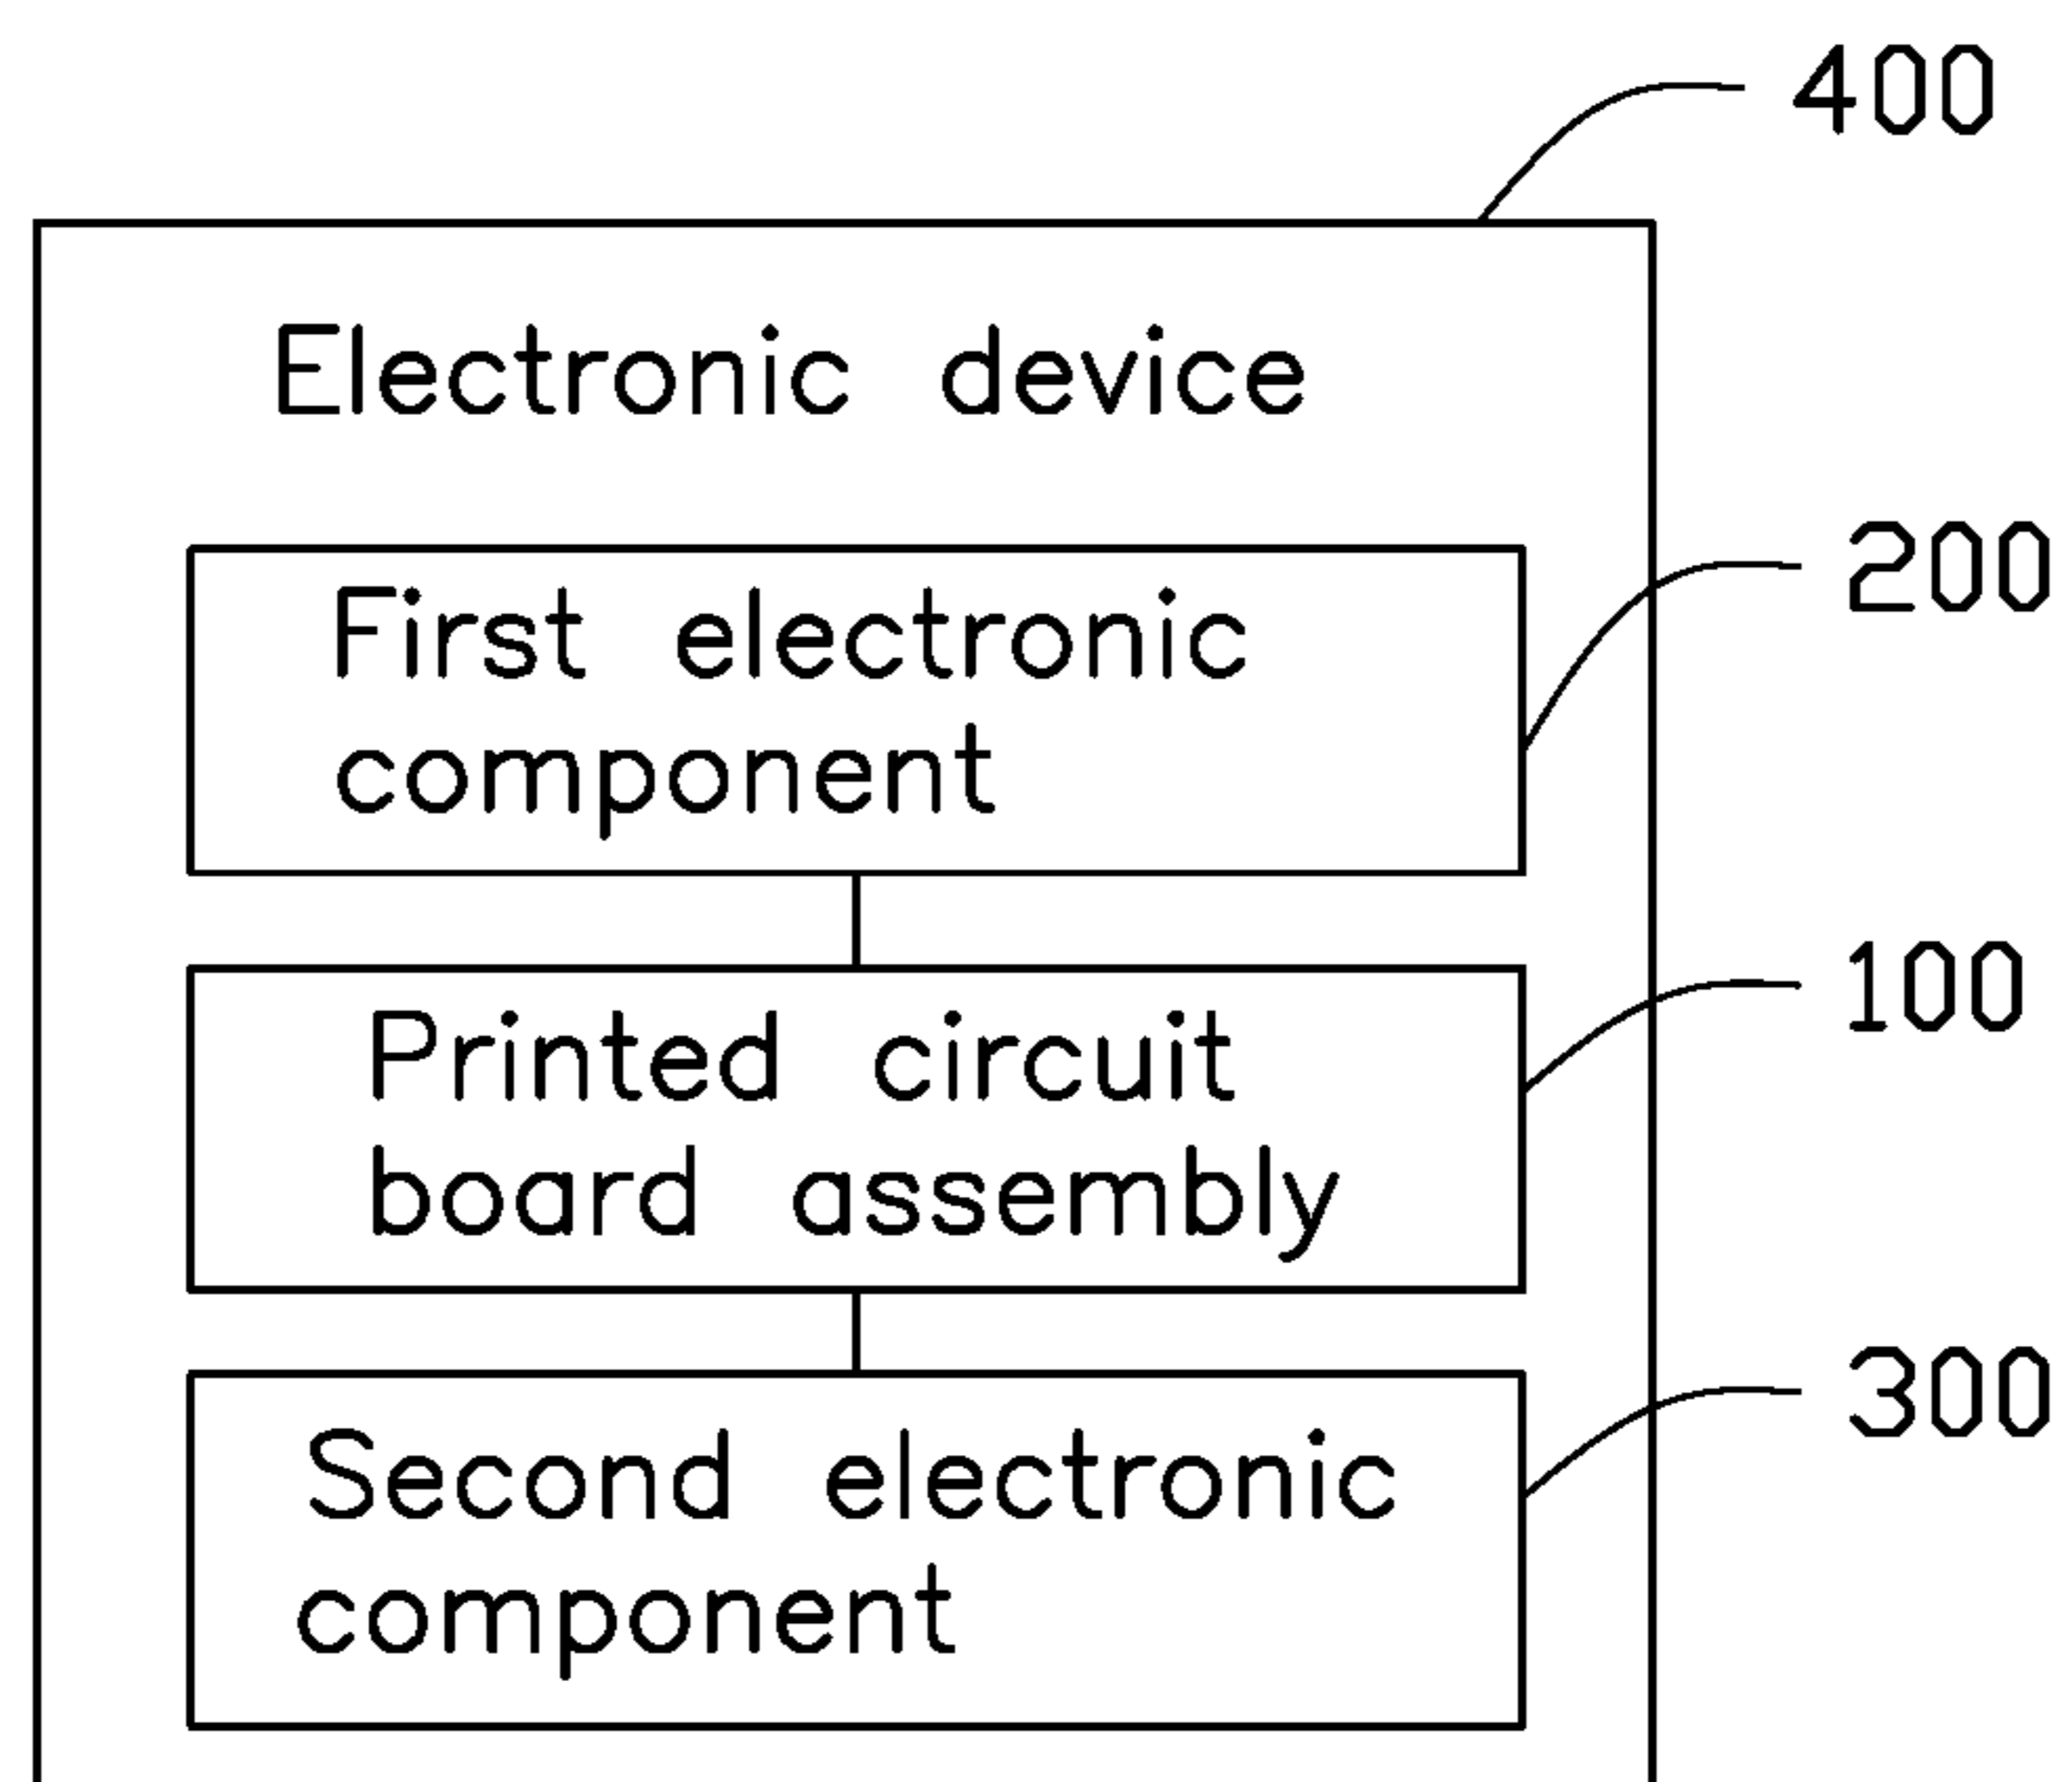 400
Electronic device
200
First electronic
component
100
Printed circuit
board assembly
300
Second electronic
component